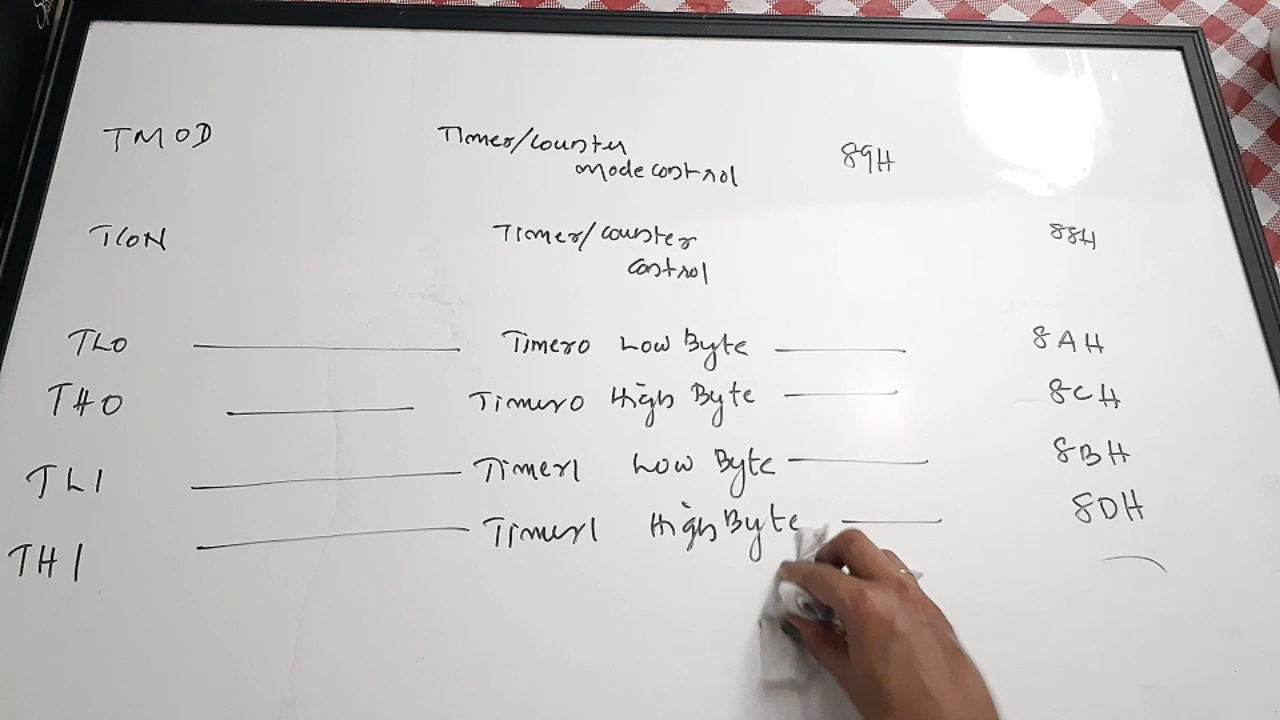 TMOD Timer/counter mode control 89H
TCON Timer/counter control 88H
TL0 Timer0 Low Byte 8AH
TH0 Timer0 High Byte 8CH
TL1 Timer1 Low Byte 8BH
TH1 Timer1 High Byte 8DH